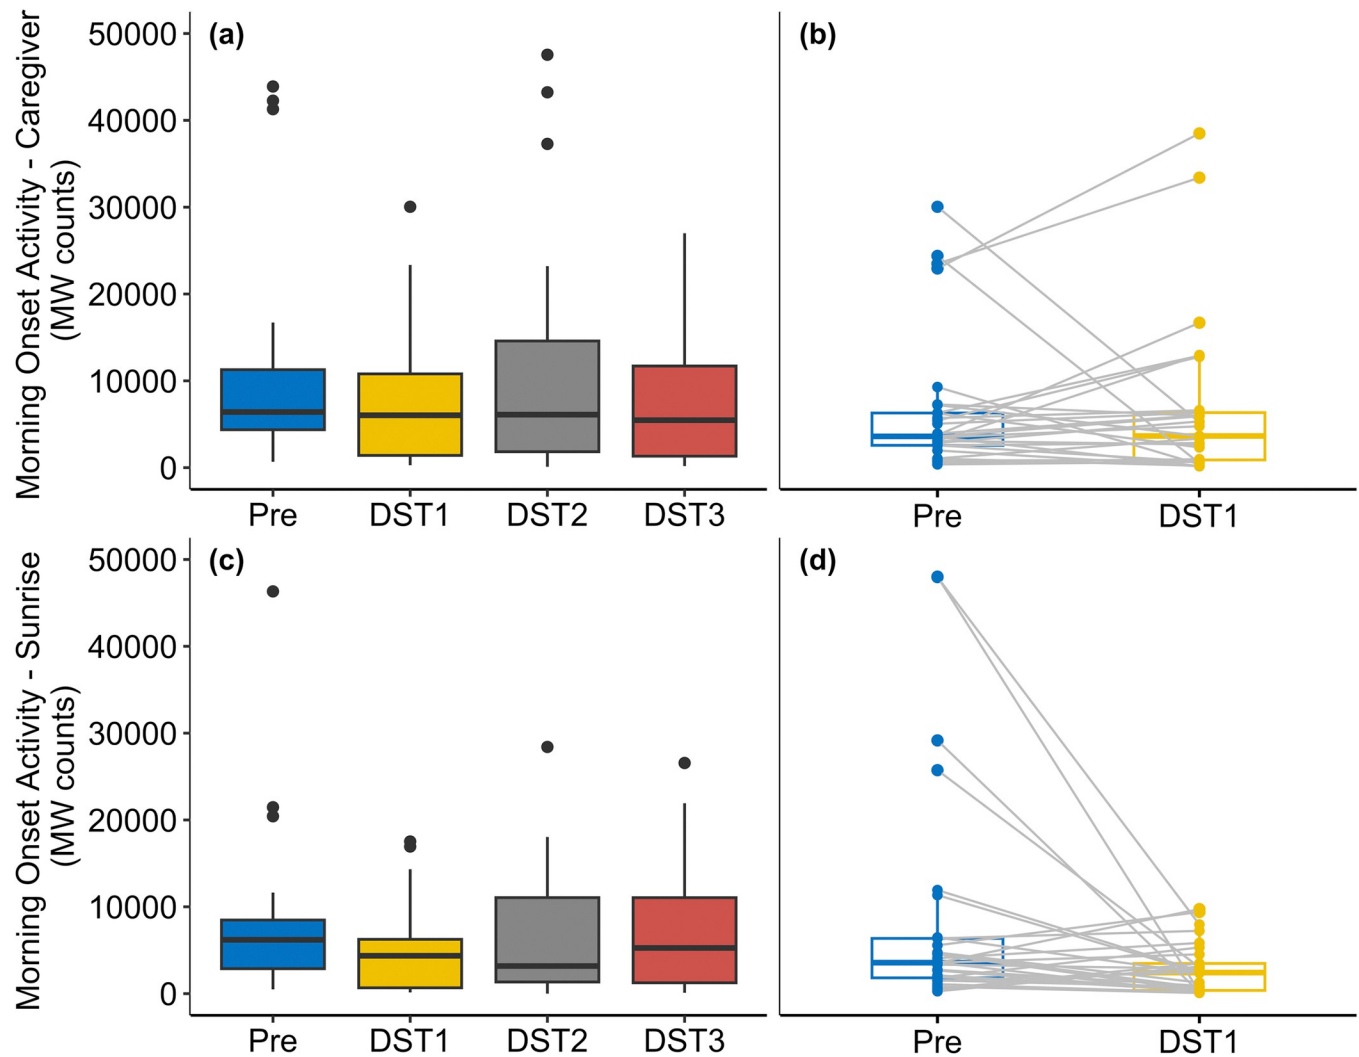 Morning Onset Activity - Caregiver
(MW counts)
(a)
50000
40000
30000
20000
10000
0
Pre DST1 DST2 DST3
(b)
Pre DST1
Morning Onset Activity - Sunrise
(MW counts)
(c)
50000
40000
30000
20000
10000
0
Pre DST1 DST2 DST3
(d)
Pre DST1